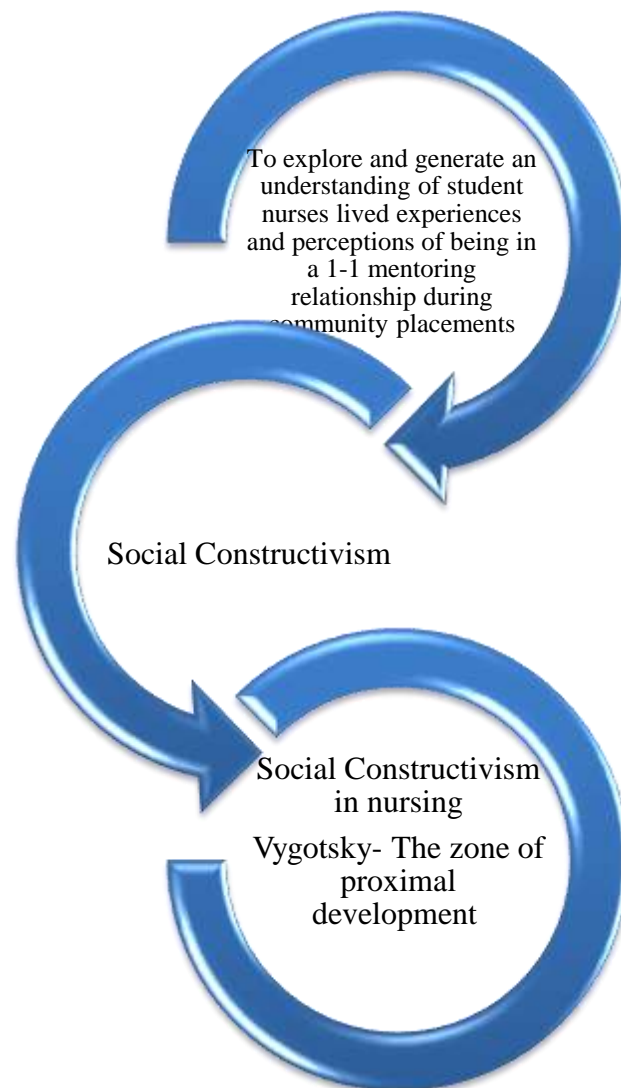 To explore and generate an
understanding of student
nurses lived experiences
and perceptions of being in
a 1-1 mentoring
relationship during
community placements
Social Constructivism
Social Constructivism
in nursing
Vygotsky- The zone of
proximal
development